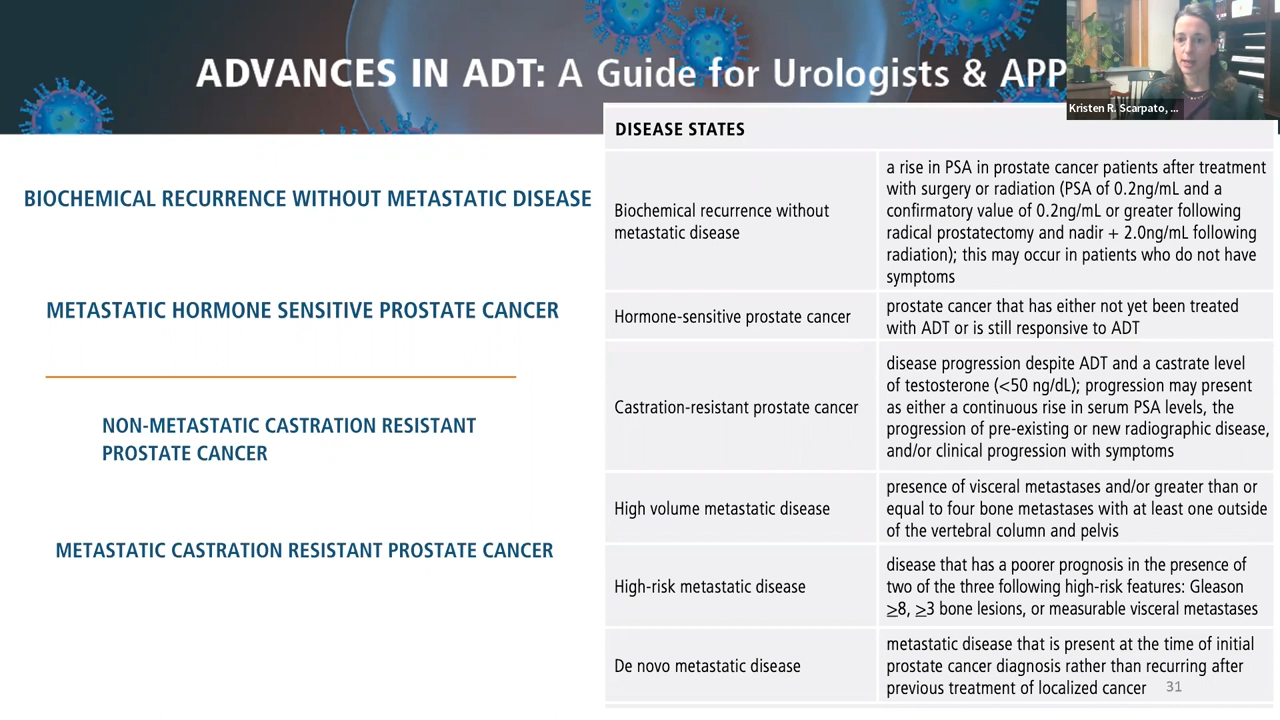 ADVANCES IN ADT: A Guide for Urologists & APP
Kristen R. Scarpato, ...
BIOCHEMICAL RECURRENCE WITHOUT METASTATIC DISEASE
METASTATIC HORMONE SENSITIVE PROSTATE CANCER
NON-METASTATIC CASTRATION RESISTANT
PROSTATE CANCER
METASTATIC CASTRATION RESISTANT PROSTATE CANCER
DISEASE STATES
Biochemical recurrence without
metastatic disease
a rise in PSA in prostate cancer patients after treatment
with surgery or radiation (PSA of 0.2ng/mL and a
confirmatory value of 0.2ng/mL or greater following
radical prostatectomy and nadir + 2.0ng/mL following
radiation); this may occur in patients who do not have
symptoms
Hormone-sensitive prostate cancer
prostate cancer that has either not yet been treated
with ADT or is still responsive to ADT
Castration-resistant prostate cancer
disease progression despite ADT and a castrate level
of testosterone (<50 ng/dL); progression may present
as either a continuous rise in serum PSA levels, the
progression of pre-existing or new radiographic disease,
and/or clinical progression with symptoms
High volume metastatic disease
presence of visceral metastases and/or greater than or
equal to four bone metastases with at least one outside
of the vertebral column and pelvis
High-risk metastatic disease
disease that has a poorer prognosis in the presence of
two of the three following high-risk features: Gleason
≥8, ≥3 bone lesions, or measurable visceral metastases
De novo metastatic disease
metastatic disease that is present at the time of initial
prostate cancer diagnosis rather than recurring after
previous treatment of localized cancer
31